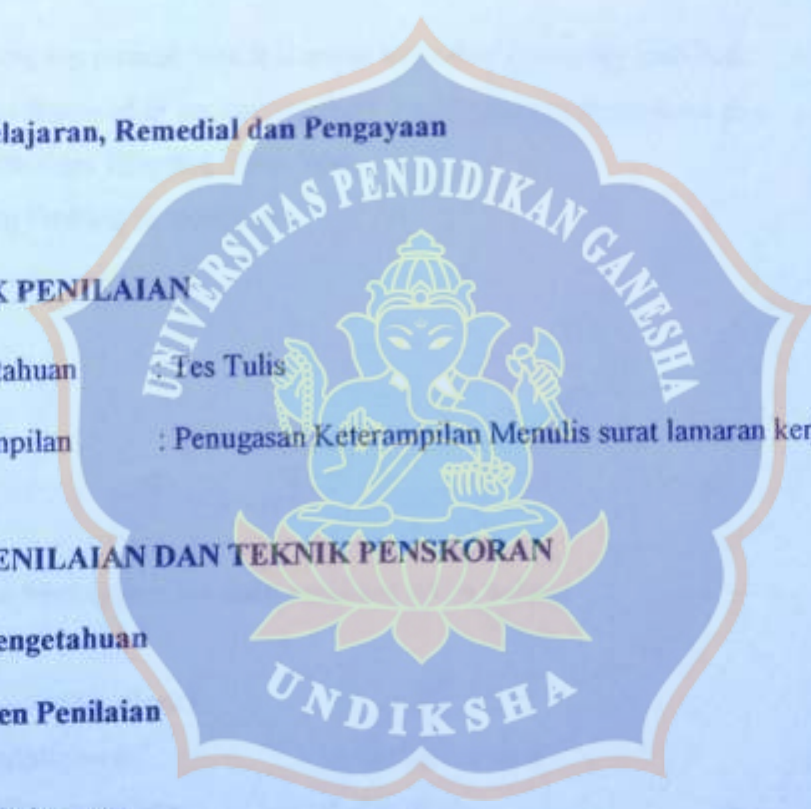 elajaran, Remedial dan Pengayaan
UNIVERSITAS PENDIDIKAN GANESHA
K PENILAIAN
tahuan : Tes Tulis
mpilan : Penugasan Keterampilan Menulis surat lamaran ker
ENILAIAN DAN TEKNIK PENSKORAN
engetahuan
en Penilaian
UNDIKSHA